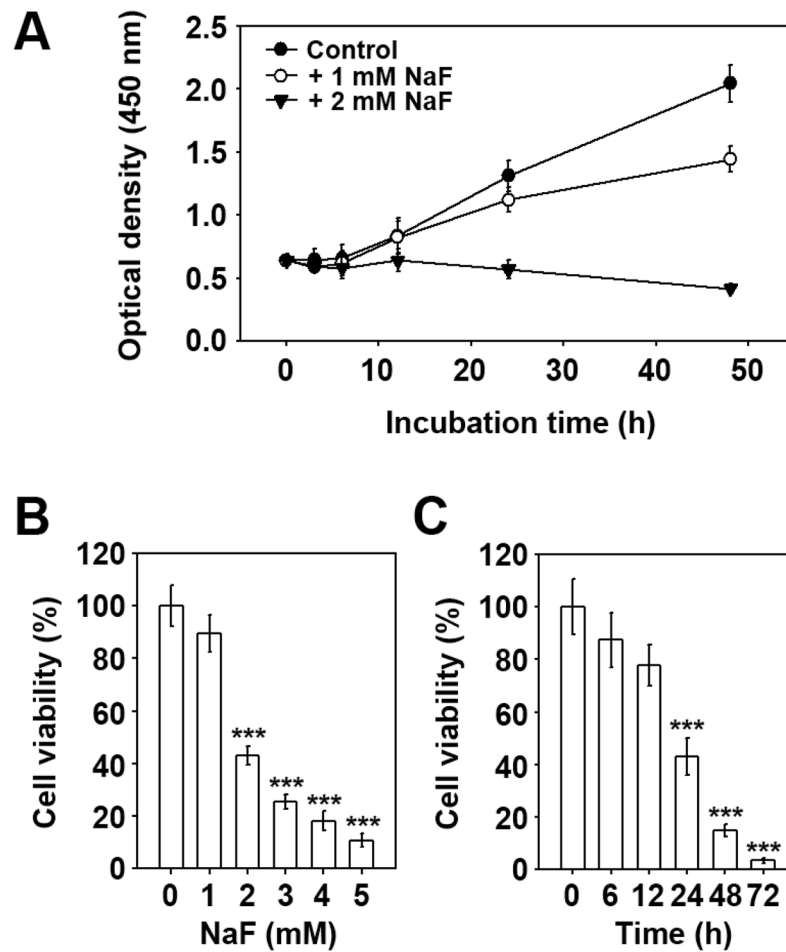 A
Optical density (450 nm)
2.5
2.0
1.5
1.0
0.5
0.0
Control
+ 1 mM NaF
+ 2 mM NaF
0 10 20 30 40 50
Incubation time (h)
B
Cell viability (%)
120
100
80
60
40
20
0
***
***
***
***
0 1 2 3 4 5
NaF (mM)
C
Cell viability (%)
120
100
80
60
40
20
0
***
***
***
0 6 12 24 48 72
Time (h)